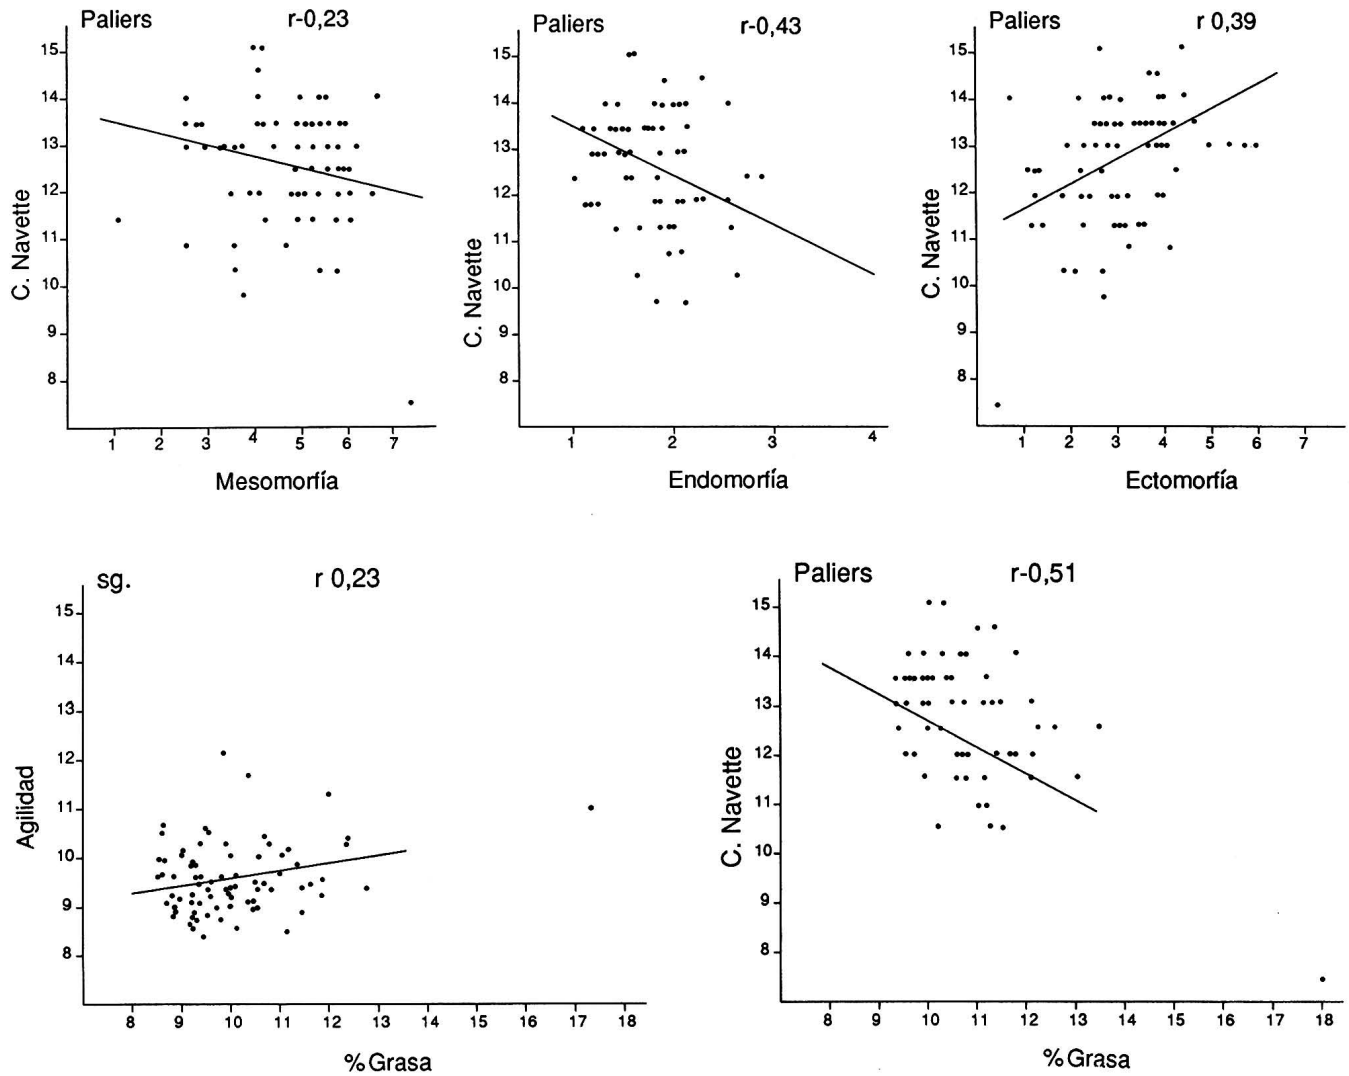 Paliers r-0,23
15
14
13
12
11
10
9
8
C. Navette
1 2 3 4 5 6 7
Mesomorfía
Paliers r-0,43
15
14
13
12
11
10
9
8
C. Navette
1 2 3 4
Endomorfía
Paliers r 0,39
15
14
13
12
11
10
9
8
C. Navette
1 2 3 4 5 6 7
Ectomorfía
sg. r 0,23
15
14
13
12
11
10
9
8
Agilidad
8 9 10 11 12 13 14 15 16 17 18
%Grasa
Paliers r-0,51
15
14
13
12
11
10
9
8
C. Navette
8 9 10 11 12 13 14 15 16 17 18
%Grasa